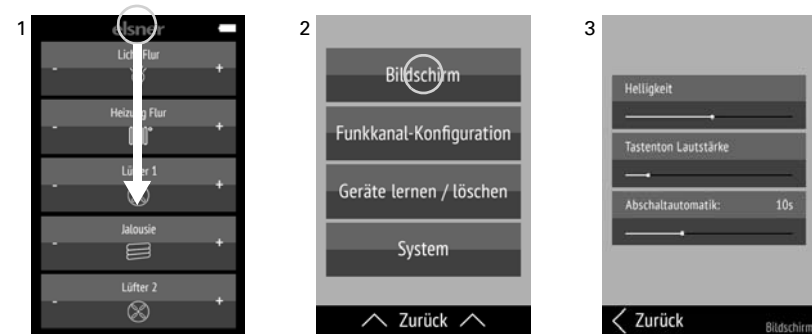 1
elsner
Licht Flur
- +
Heizung Flur
- +
Lüfter 1
- +
Jalousie
- +
Lüfter 2
- +
2
Bildschirm
Funkkanal-Konfiguration
Geräte lernen / löschen
System
Zurück
3
Helligkeit
Tastenton Lautstärke
Abschaltautomatik: 10s
Zurück Bildschirm